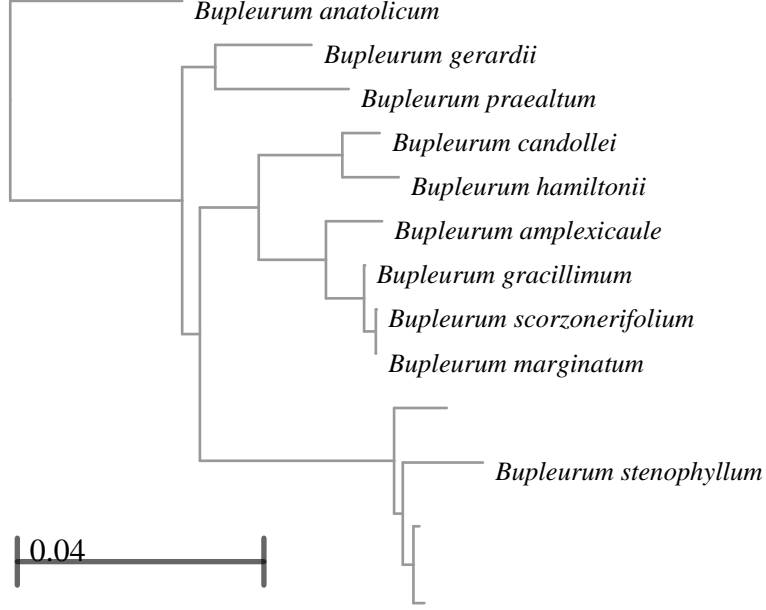 Bupleurum anatolicum
Bupleurum gerardii
Bupleurum praealtum
Bupleurum candollei
Bupleurum hamiltonii
Bupleurum amplexicaule
Bupleurum gracillimum
Bupleurum scorzonerifolium
Bupleurum marginatum
Bupleurum stenophyllum
0.04